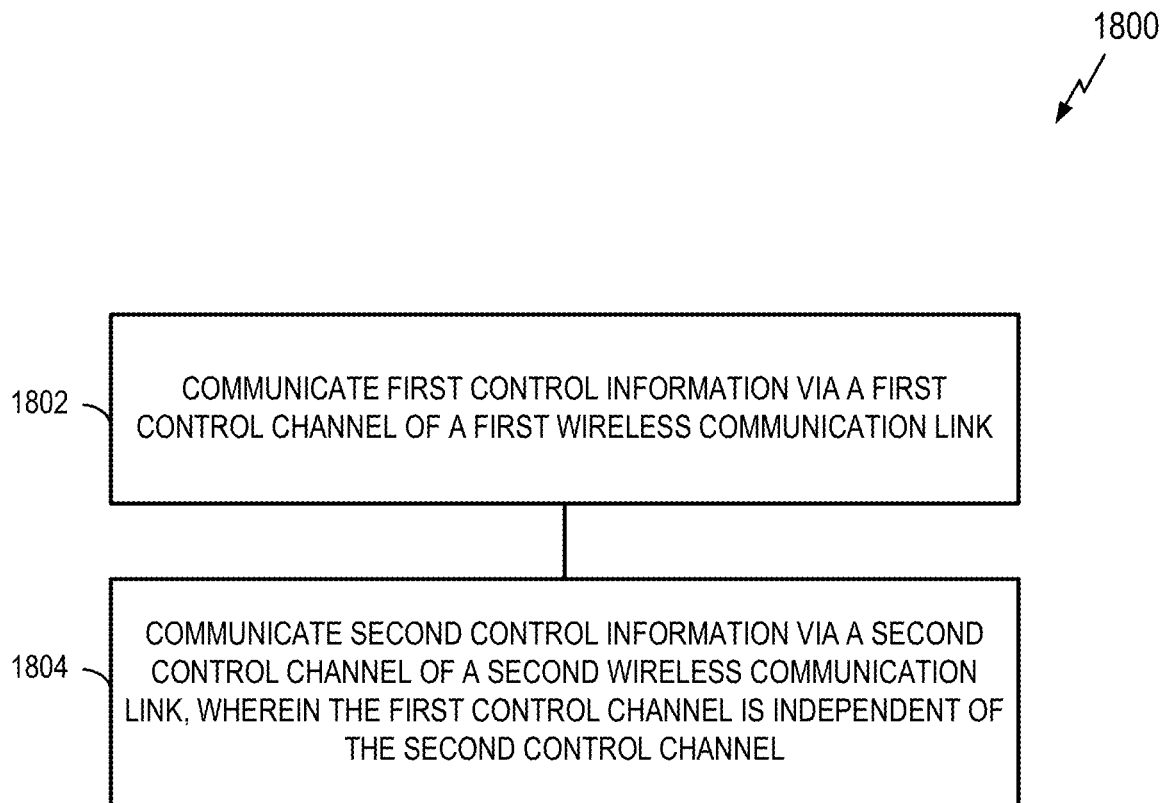 1800
1802
COMMUNICATE FIRST CONTROL INFORMATION VIA A FIRST
CONTROL CHANNEL OF A FIRST WIRELESS COMMUNICATION LINK
1804
COMMUNICATE SECOND CONTROL INFORMATION VIA A SECOND
CONTROL CHANNEL OF A SECOND WIRELESS COMMUNICATION
LINK, WHEREIN THE FIRST CONTROL CHANNEL IS INDEPENDENT OF
THE SECOND CONTROL CHANNEL